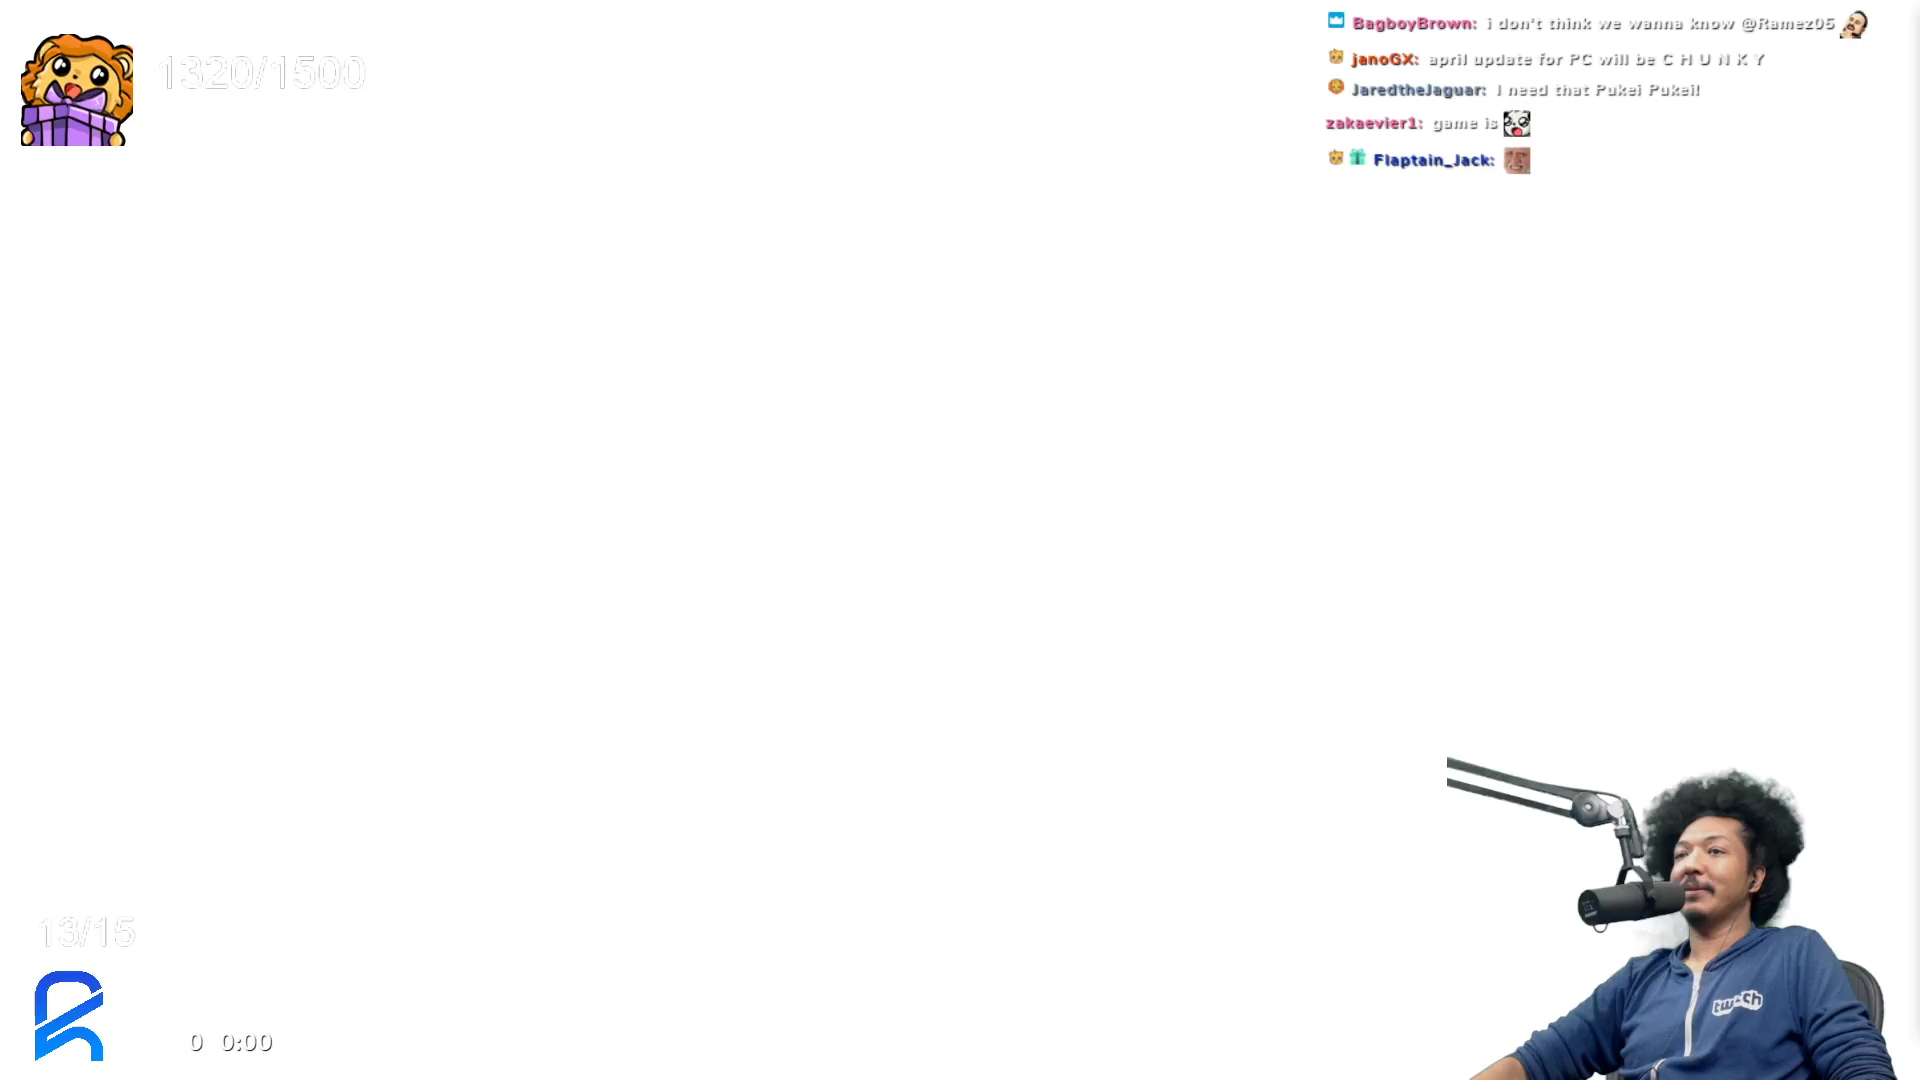 1320/1500
BagboyBrown: i don't think we wanna know @Ramez05
janoGX: april update for PC will be C H U N K Y
JaredtheJaguar: I need that Pukei Pukei!
zakaevier1: game is
Flaptain_Jack:
13/15
0 0:00
twitch